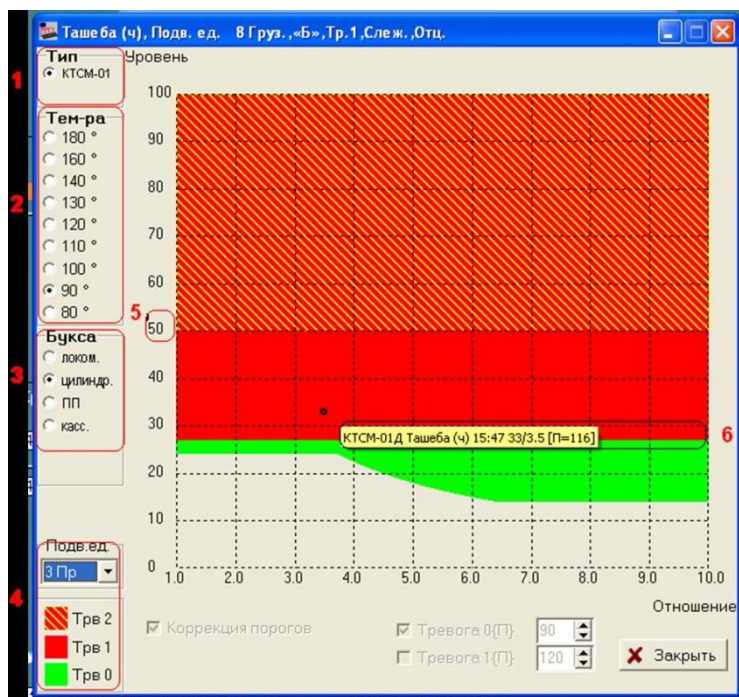 Ташеба (ч), Подв. ед. 8 Груз.,«Б»,Тр.1,Слеж.,Отц.
1
Тип
КТСМ-01
Уровень
2
Тем-ра
180 °
160 °
140 °
130 °
120 °
110 °
100 °
90 °
80 °
3
Букса
локом.
цилиндр.
ПП
касс.
100
90
80
70
60
5
50
40
30
20
10
0
КТСМ-01Д Ташеба (ч) 15:47 33/3.5 [П=116]
6
1.0 2.0 3.0 4.0 5.0 6.0 7.0 8.0 9.0 10.0
Отношение
4
Подв.ед.
3 Пр
Трв 2
Трв 1
Трв 0
Коррекция порогов
Тревога 0{П} 90
Тревога 1{П} 120
Закрыть